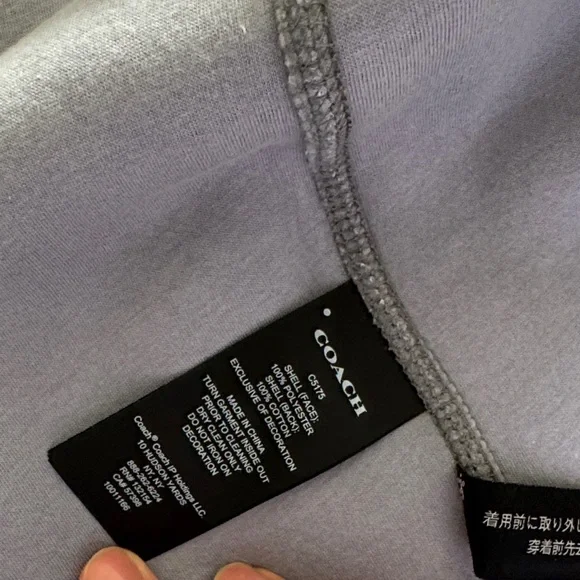 COACH
C5175
SHELL (FACE):
100% POLYESTER
SHELL (BACK):
100% COTTON
EXCLUSIVE OF DECORATION
MADE IN CHINA
TURN GARMENT INSIDE OUT
PRIOR TO CLEANING
DRY CLEAN ONLY
DO NOT IRON ON
DECORATION
Coach® Coach IP Holdings LLC.
10 HUDSON YARDS
NY, NY
888-262-6224
RN# 132154
CA# 57398
10011166
着用前に取り外し
穿着前先去